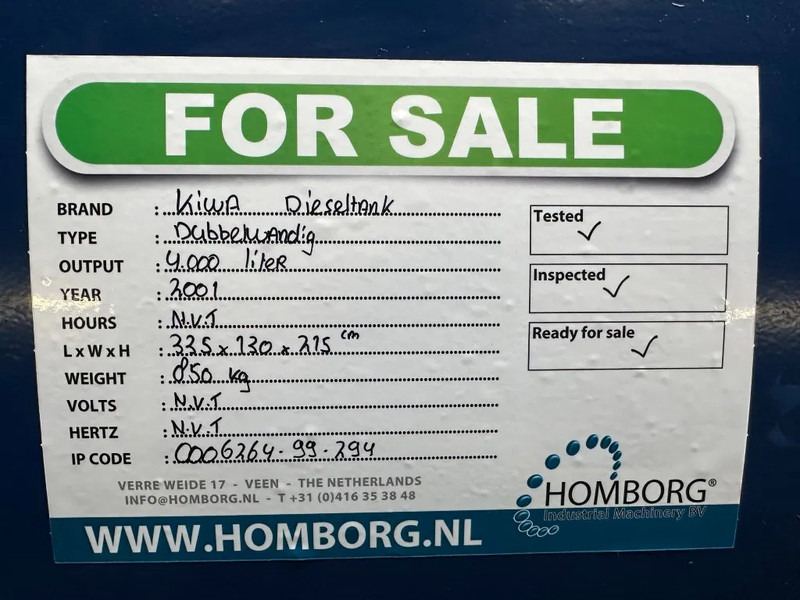 FOR SALE
BRAND : KIWA Dieseltank
TYPE : Dubbelwandig
OUTPUT : 4.000 liter
YEAR : 2001
HOURS : N.V.T
L x W x H : 335 x 130 x 215 cm
WEIGHT : 850 kg
VOLTS : N.V.T
HERTZ : N.V.T
IP CODE : 0006264-99-294
Tested ✓
Inspected ✓
Ready for sale ✓
VERRE WEIDE 17 - VEEN - THE NETHERLANDS
INFO@HOMBORG.NL - T +31 (0)416 35 38 48
HOMBORG®
Industrial Machinery BV
WWW.HOMBORG.NL